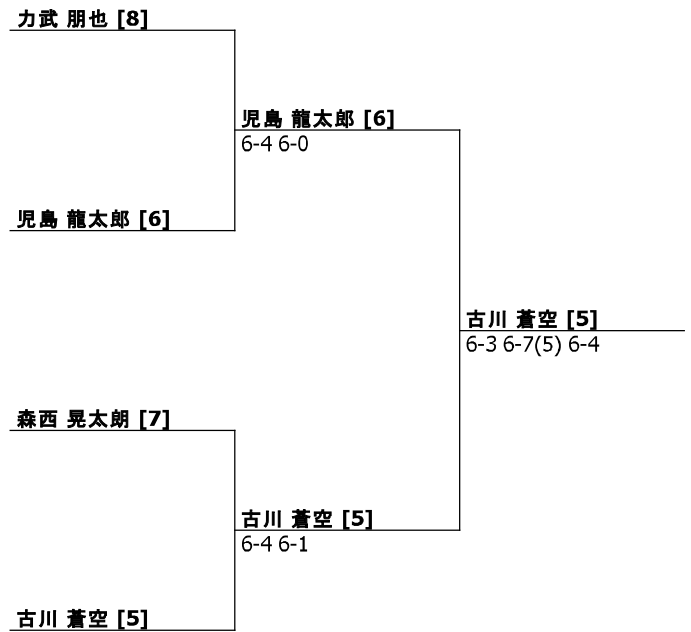 力武 朋也 [8]
児島 龍太郎 [6]
6-4 6-0
児島 龍太郎 [6]
古川 蒼空 [5]
6-3 6-7(5) 6-4
森西 晃太朗 [7]
古川 蒼空 [5]
6-4 6-1
古川 蒼空 [5]